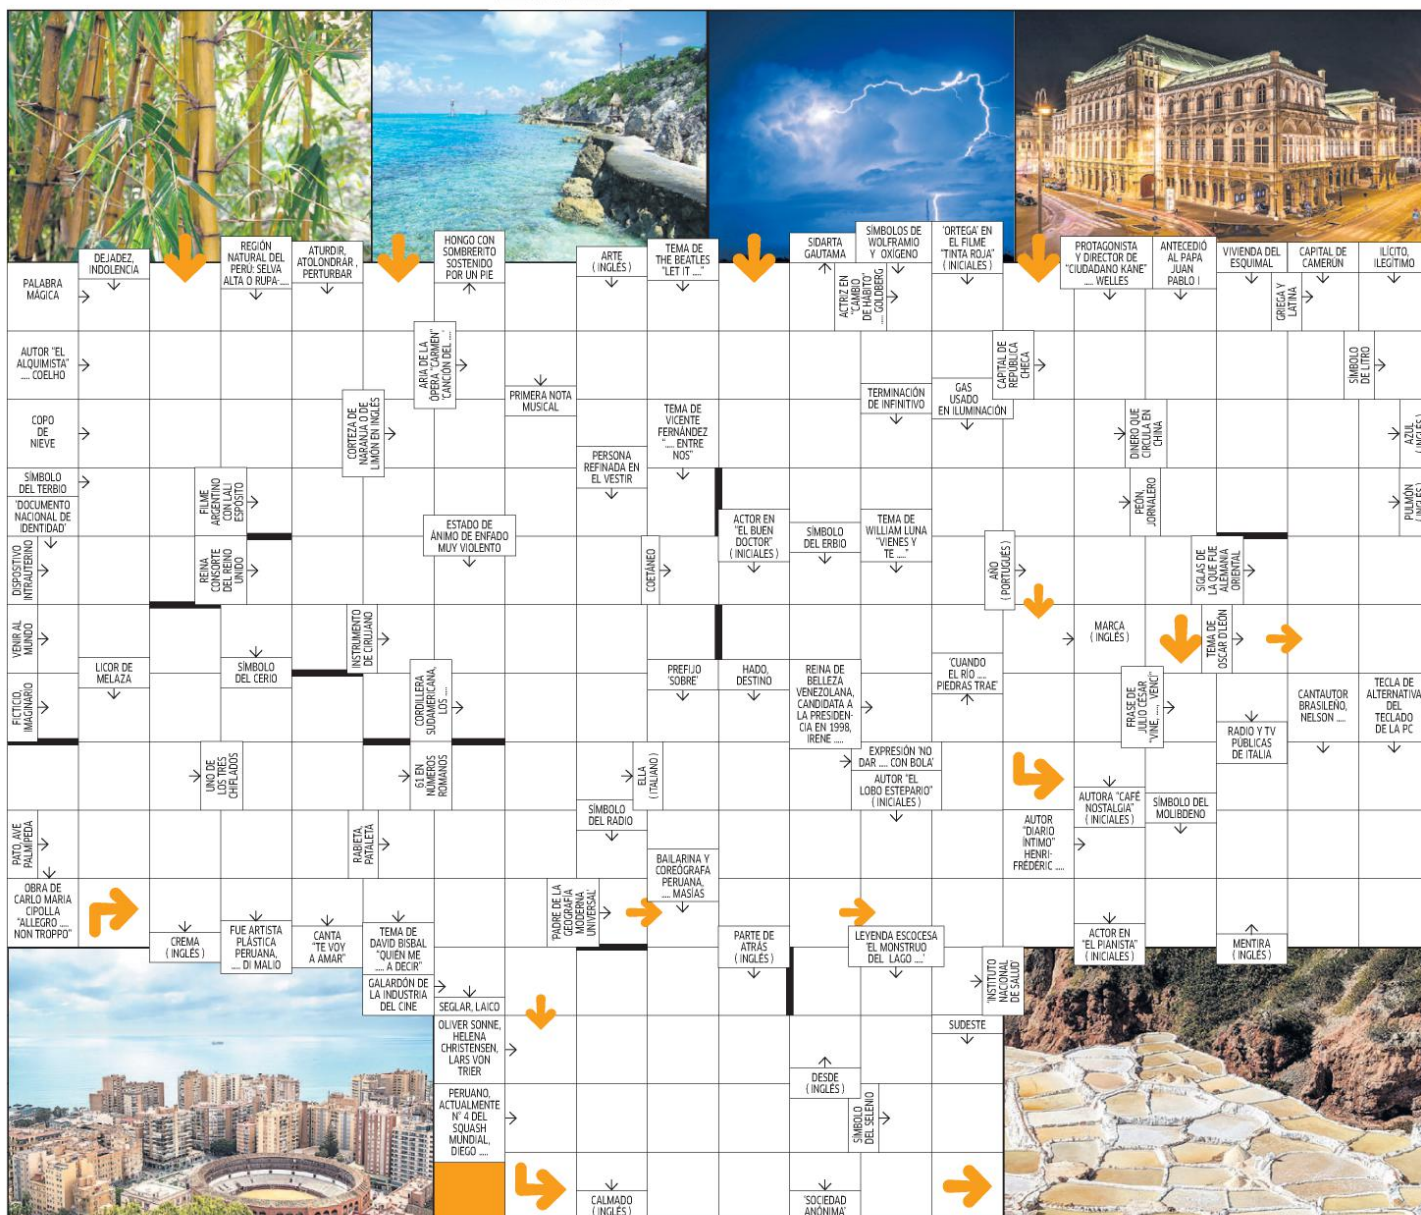 DEJADEZ,
INDOLENCIA
REGIÓN
NATURAL DEL
PERÚ: SELVA
ALTA O RUPA-.....
ATURDIR,
ATOLONDRAR ,
PERTURBAR
HONGO CON
SOMBRERITO
SOSTENIDO
POR UN PIE
ARTE
( INGLÉS )
TEMA DE
THE BEATLES
"LET IT ....."
SIDARTA
GAUTAMA
SÍMBOLOS DE
WOLFRAMIO
Y OXÍGENO
'ORTEGA' EN
EL FILME
"TINTA ROJA"
( INICIALES )
PROTAGONISTA
Y DIRECTOR DE
"CIUDADANO KANE"
..... WELLES
ANTECEDIÓ
AL PAPA
JUAN
PABLO I
VIVIENDA DEL
ESQUIMAL
CAPITAL DE
CAMERÚN
ILÍCITO,
ILEGÍTIMO
PALABRA
MÁGICA
ACTRIZ EN
"CAMBIO
DE HÁBITO"
..... GOLDBERG
GRIEGA Y
LATINA
AUTOR "EL
ALQUIMISTA"
..... COELHO
ARIA DE LA
ÓPERA "CARMEN"
'CANCIÓN DEL .....'
PRIMERA NOTA
MUSICAL
TERMINACIÓN
DE INFINITIVO
GAS
USADO
EN ILUMINACIÓN
CAPITAL DE
REPÚBLICA
CHECA
SÍMBOLO
DE LITRO
COPO
DE
NIEVE
CORTEZA DE
NARANJA O DE
LIMÓN EN INGLÉS
PERSONA
REFINADA EN
EL VESTIR
TEMA DE
VICENTE
FERNÁNDEZ
"..... ENTRE
NOS"
DINERO QUE
CIRCULA EN
CHINA
AZUL
( INGLÉS )
SÍMBOLO
DEL TERBIO
'DOCUMENTO
NACIONAL DE
IDENTIDAD'
FILME
ARGENTINO
CON LALI
ESPÓSITO
ESTADO DE
ÁNIMO DE ENFADO
MUY VIOLENTO
ACTOR EN
"EL BUEN
DOCTOR"
( INICIALES )
SÍMBOLO
DEL ERBIO
TEMA DE
WILLIAM LUNA
"VIENES Y
TE ....."
PEÓN,
JORNALERO
PULMÓN
( INGLÉS )
DISPOSITIVO
INTRAUTERINO
REINA
CONSORTE
DEL REINO
UNIDO
COETÁNEO
AÑO
( PORTUGUÉS )
SIGLAS DE
LA QUE FUE
ALEMANIA
ORIENTAL
VENIR AL
MUNDO
LICOR DE
MELAZA
SÍMBOLO
DEL CERIO
INSTRUMENTO
DE CIRUJANO
PREFIJO
'SOBRE'
HADO,
DESTINO
REINA DE
BELLEZA
VENEZOLANA,
CANDIDATA A
LA PRESIDEN-
CIA EN 1998,
IRENE .....
'CUANDO
EL RÍO .....
PIEDRAS TRAE'
MARCA
( INGLÉS )
TEMA DE
OSCAR D'LEÓN
FICTICIO,
IMAGINARIO
CORDILLERA
SUDAMERICANA,
LOS .....
FRASE DE
JULIO CÉSAR
"VINE, ....., VENCÍ"
RADIO Y TV
PÚBLICAS
DE ITALIA
CANTAUTOR
BRASILEÑO,
NELSON .....
TECLA DE
ALTERNATIVA
DEL
TECLADO
DE LA PC
UNO DE
LOS TRES
CHIFLADOS
61 EN
NÚMEROS
ROMANOS
SÍMBOLO
DEL RADIO
ELLA
( ITALIANO )
EXPRESIÓN 'NO
DAR ..... CON BOLA'
AUTOR "EL
LOBO ESTEPARIO"
( INICIALES )
AUTORA "CAFÉ
NOSTALGIA"
( INICIALES )
SÍMBOLO DEL
MOLIBDENO
PATO, AVE
PALMÍPEDA
RABIETA,
PATALETA
BAILARINA Y
COREÓGRAFA
PERUANA,
..... MASÍAS
AUTOR
"DIARIO
ÍNTIMO"
HENRI-
FRÉDÉRIC .....
OBRA DE
CARLO MARIA
CIPOLLA
"ALLEGRO .....
NON TROPPO"
CREMA
( INGLÉS )
FUE ARTISTA
PLÁSTICA
PERUANA,
..... DI MALIO
CANTA
"TE VOY
A AMAR"
TEMA DE
DAVID BISBAL
"QUIÉN ME
..... A DECIR"
'PADRE DE LA
GEOGRAFÍA
MODERNA
UNIVERSAL'
PARTE DE
ATRÁS
( INGLÉS )
LEYENDA ESCOCESA
'EL MONSTRUO
DEL LAGO .....'
ACTOR EN
"EL PIANISTA"
( INICIALES )
MENTIRA
( INGLÉS )
GALARDÓN DE
LA INDUSTRIA
DEL CINE
SEGLAR, LAICO
'INSTITUTO
NACIONAL
DE SALUD'
OLIVER SONNE,
HELENA
CHRISTENSEN,
LARS VON
TRIER
SUDESTE
PERUANO,
ACTUALMENTE
N° 4 DEL
SQUASH
MUNDIAL,
DIEGO .....
DESDE
( INGLÉS )
SÍMBOLO
DEL SELENIO
CALMADO
( INGLÉS )
'SOCIEDAD
ANÓNIMA'